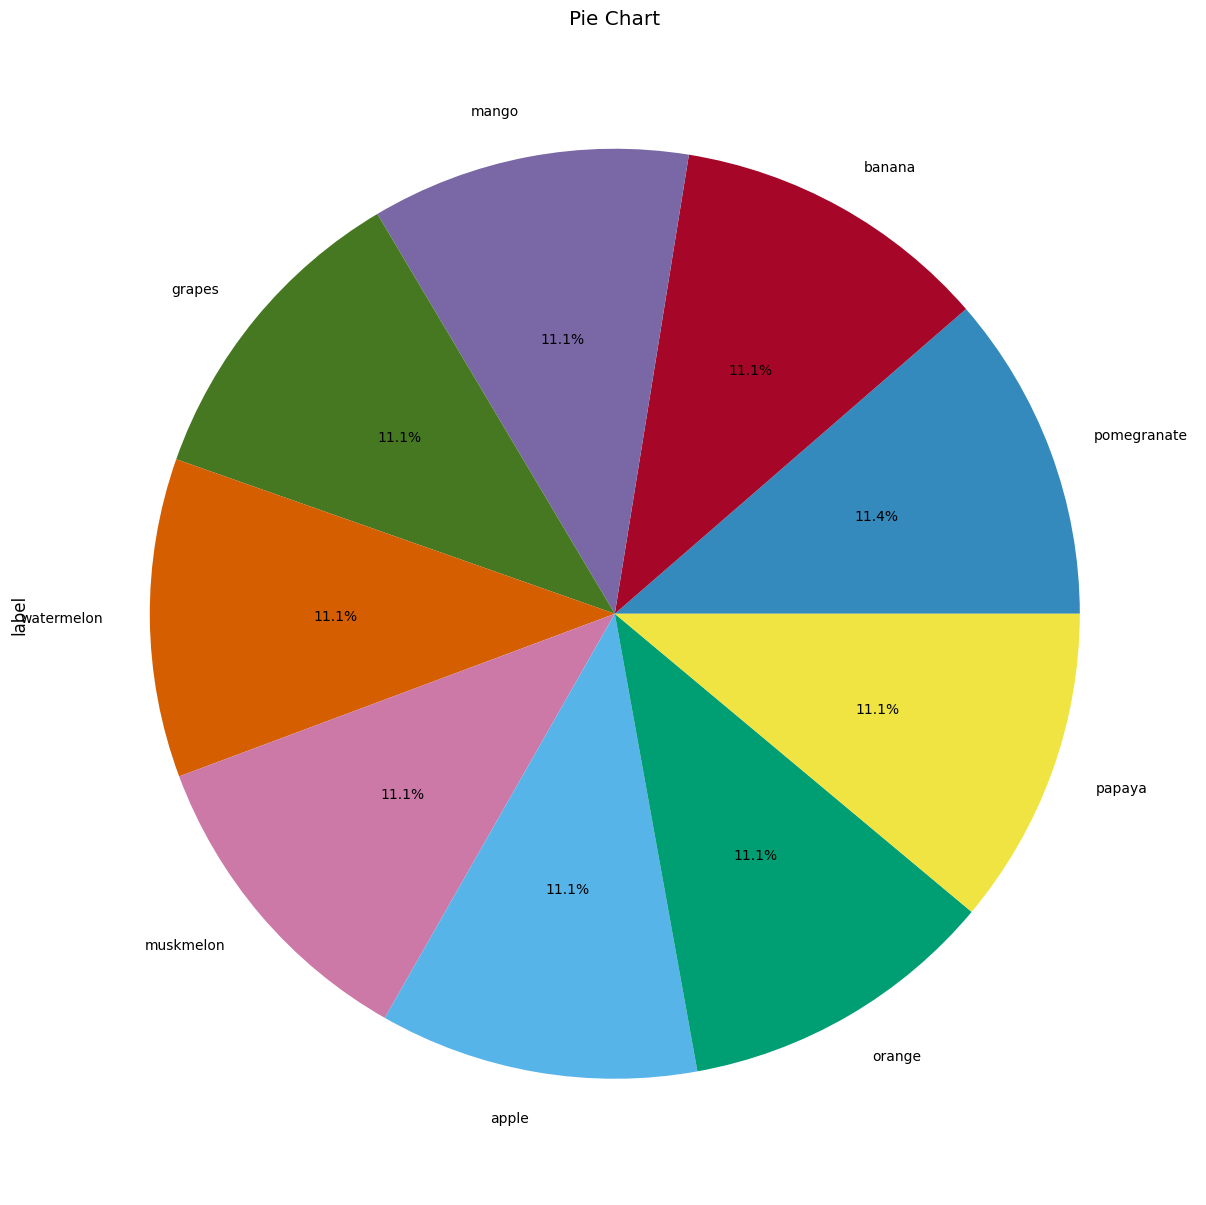 Pie Chart
mango
banana
grapes
pomegranate
11.1%
11.1%
11.1%
11.4%
label
watermelon
11.1%
11.1%
papaya
11.1%
11.1%
11.1%
muskmelon
orange
apple